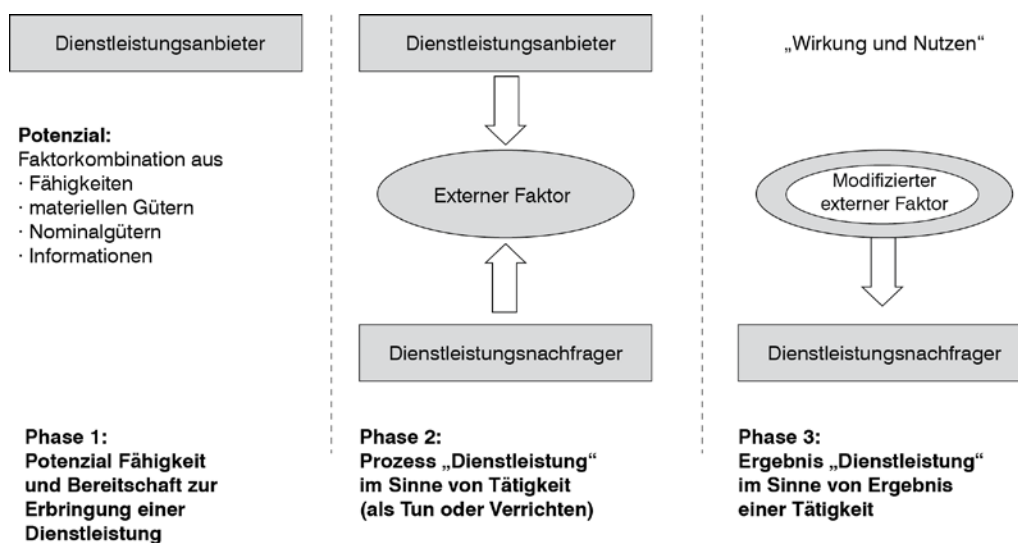 Dienstleistungsanbieter
Potenzial:
Faktorkombination aus
· Fähigkeiten
· materiellen Gütern
· Nominalgütern
· Informationen
Phase 1:
Potenzial Fähigkeit
und Bereitschaft zur
Erbringung einer
Dienstleistung
Dienstleistungsanbieter
Externer Faktor
Dienstleistungsnachfrager
Phase 2:
Prozess „Dienstleistung“
im Sinne von Tätigkeit
(als Tun oder Verrichten)
„Wirkung und Nutzen“
Modifizierter
externer Faktor
Dienstleistungsnachfrager
Phase 3:
Ergebnis „Dienstleistung“
im Sinne von Ergebnis
einer Tätigkeit